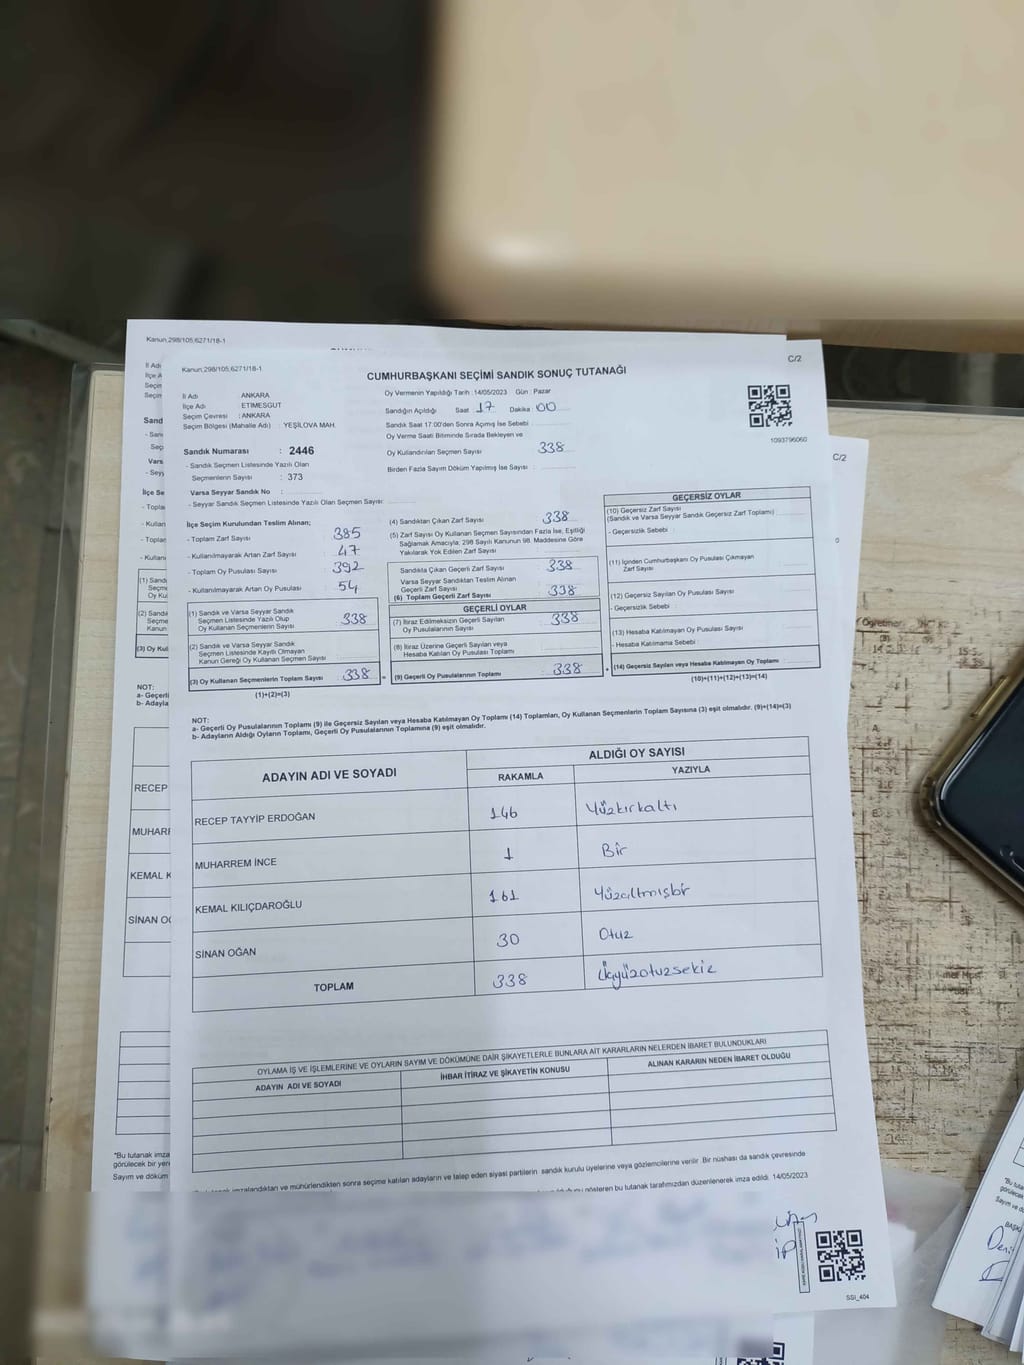 Kanun,298/105,6271/18-1
Kanun,298/105,6271/18-1
C/2
CUMHURBAŞKANI SEÇİMİ SANDIK SONUÇ TUTANAĞI
İl Adı ANKARA
İlçe Adı ETİMESGUT
Seçim Çevresi : ANKARA
Seçim Bölgesi (Mahalle Adı) : YEŞİLOVA MAH.
Sandık Numarası : 2446
- Sandık Seçmen Listesinde Yazılı Olan
Seçmenlerin Sayısı : 373
Varsa Seyyar Sandık No :
- Seyyar Sandık Seçmen Listesinde Yazılı Olan Seçmen Sayısı:
Oy Vermenin Yapıldığı Tarih : 14/05/2023 Gün : Pazar
Sandığın Açıldığı Saat 17 Dakika 00
Sandık Saat 17:00'den Sonra Açılmış İse Sebebi
Oy Verme Saati Bitiminde Sırada Bekleyen ve
Oy Kullandırılan Seçmen Sayısı 338
Birden Fazla Sayım Döküm Yapılmış İse Sayısı :
1093796060
İlçe Seçim Kurulundan Teslim Alınan;
- Toplam Zarf Sayısı 385
- Kullanılmayarak Artan Zarf Sayısı 47
- Toplam Oy Pusulası Sayısı 392
- Kullanılmayarak Artan Oy Pusulası 54
(1) Sandık ve Varsa Seyyar Sandık
Seçmen Listesinde Yazılı Olup
Oy Kullanan Seçmenlerin Sayısı 338
(2) Sandık ve Varsa Seyyar Sandık
Seçmen Listesinde Kayıtlı Olmayan
Kanun Gereği Oy Kullanan Seçmen Sayısı
(3) Oy Kullanan Seçmenlerin Toplam Sayısı 338 =
(1)+(2)=(3)
(4) Sandıktan Çıkan Zarf Sayısı 338
(5) Zarf Sayısı Oy Kullanan Seçmen Sayısından Fazla İse, Eşitliği
Sağlamak Amacıyla; 298 Sayılı Kanunun 98. Maddesine Göre
Yakılarak Yok Edilen Zarf Sayısı
Sandıkta Çıkan Geçerli Zarf Sayısı 338
Varsa Seyyar Sandıktan Teslim Alınan
Geçerli Zarf Sayısı
(6) Toplam Geçerli Zarf Sayısı 338
GEÇERLİ OYLAR
(7) İtiraz Edilmeksizin Geçerli Sayılan
Oy Pusulalarının Sayısı 338
(8) İtiraz Üzerine Geçerli Sayılan veya
Hesaba Katılan Oy Pusulası Toplamı
(9) Geçerli Oy Pusulalarının Toplamı 338 +
GEÇERSİZ OYLAR
(10) Geçersiz Zarf Sayısı
(Sandık ve Varsa Seyyar Sandık Geçersiz Zarf Toplamı)
- Geçersizlik Sebebi :
(11) İçinden Cumhurbaşkanı Oy Pusulası Çıkmayan
Zarf Sayısı
(12) Geçersiz Sayılan Oy Pusulası Sayısı
- Geçersizlik Sebebi :
(13) Hesaba Katılmayan Oy Pusulası Sayısı
- Hesaba Katılmama Sebebi :
(14) Geçersiz Sayılan veya Hesaba Katılmayan Oy Toplamı
(10)+(11)+(12)+(13)=(14)
NOT:
a- Geçerli Oy Pusulalarının Toplamı (9) ile Geçersiz Sayılan veya Hesaba Katılmayan Oy Toplamı (14) Toplamları, Oy Kullanan Seçmenlerin Toplam Sayısına (3) eşit olmalıdır. (9)+(14)=(3)
b- Adayların Aldığı Oyların Toplamı, Geçerli Oy Pusulalarının Toplamına (9) eşit olmalıdır.
ADAYIN ADI VE SOYADI ALDIĞI OY SAYISI
RAKAMLA YAZIYLA
RECEP TAYYİP ERDOĞAN 146 Yüzkırkaltı
MUHARREM İNCE 1 Bir
KEMAL KILIÇDAROĞLU 161 Yüzaltmışbir
SİNAN OĞAN 30 Otuz
TOPLAM 338 Üçyüzotuzsekiz
OYLAMA İŞ VE İŞLEMLERİNE VE OYLARIN SAYIM VE DÖKÜMÜNE DAİR ŞİKAYETLERLE BUNLARA AİT KARARLARIN NELERDEN İBARET BULUNDUKLARI
ADAYIN ADI VE SOYADI İHBAR İTİRAZ VE ŞİKAYETİN KONUSU ALINAN KARARIN NEDEN İBARET OLDUĞU
imzalandıktan ve mühürlendikten sonra seçime katılan adayların ve talep eden siyasi partilerin sandık kurulu üyelerine veya gözlemcilerine verilir. Bir nüshası da sandık çevresinde
gösteren bu tutanak tarafımızdan düzenlenerek imza edildi. 14/05/2023
SSI_404
C/2
NOT:
RECEP
KEMAL K
"Bu tutanak imza
görülecek bir yer
Sayım ve döküm